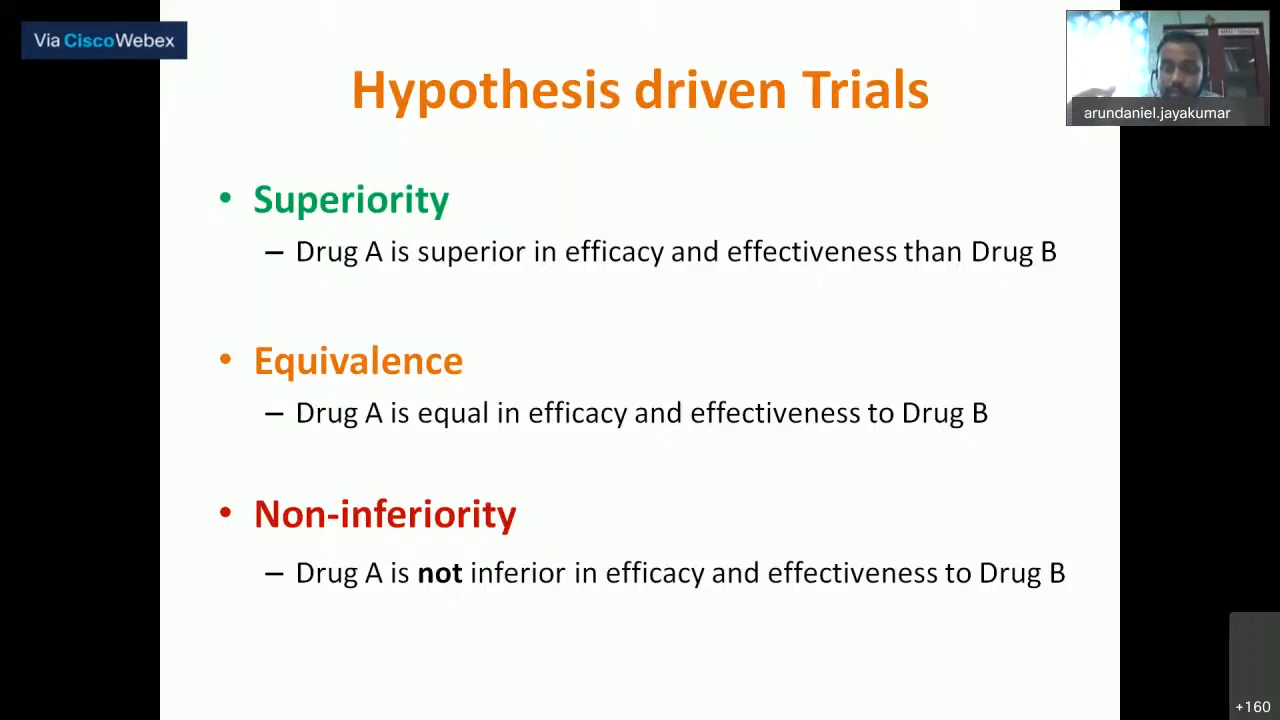 Via CiscoWebex
Hypothesis driven Trials
arundaniel.jayakumar
• Superiority
– Drug A is superior in efficacy and effectiveness than Drug B
• Equivalence
– Drug A is equal in efficacy and effectiveness to Drug B
• Non-inferiority
– Drug A is not inferior in efficacy and effectiveness to Drug B
+160